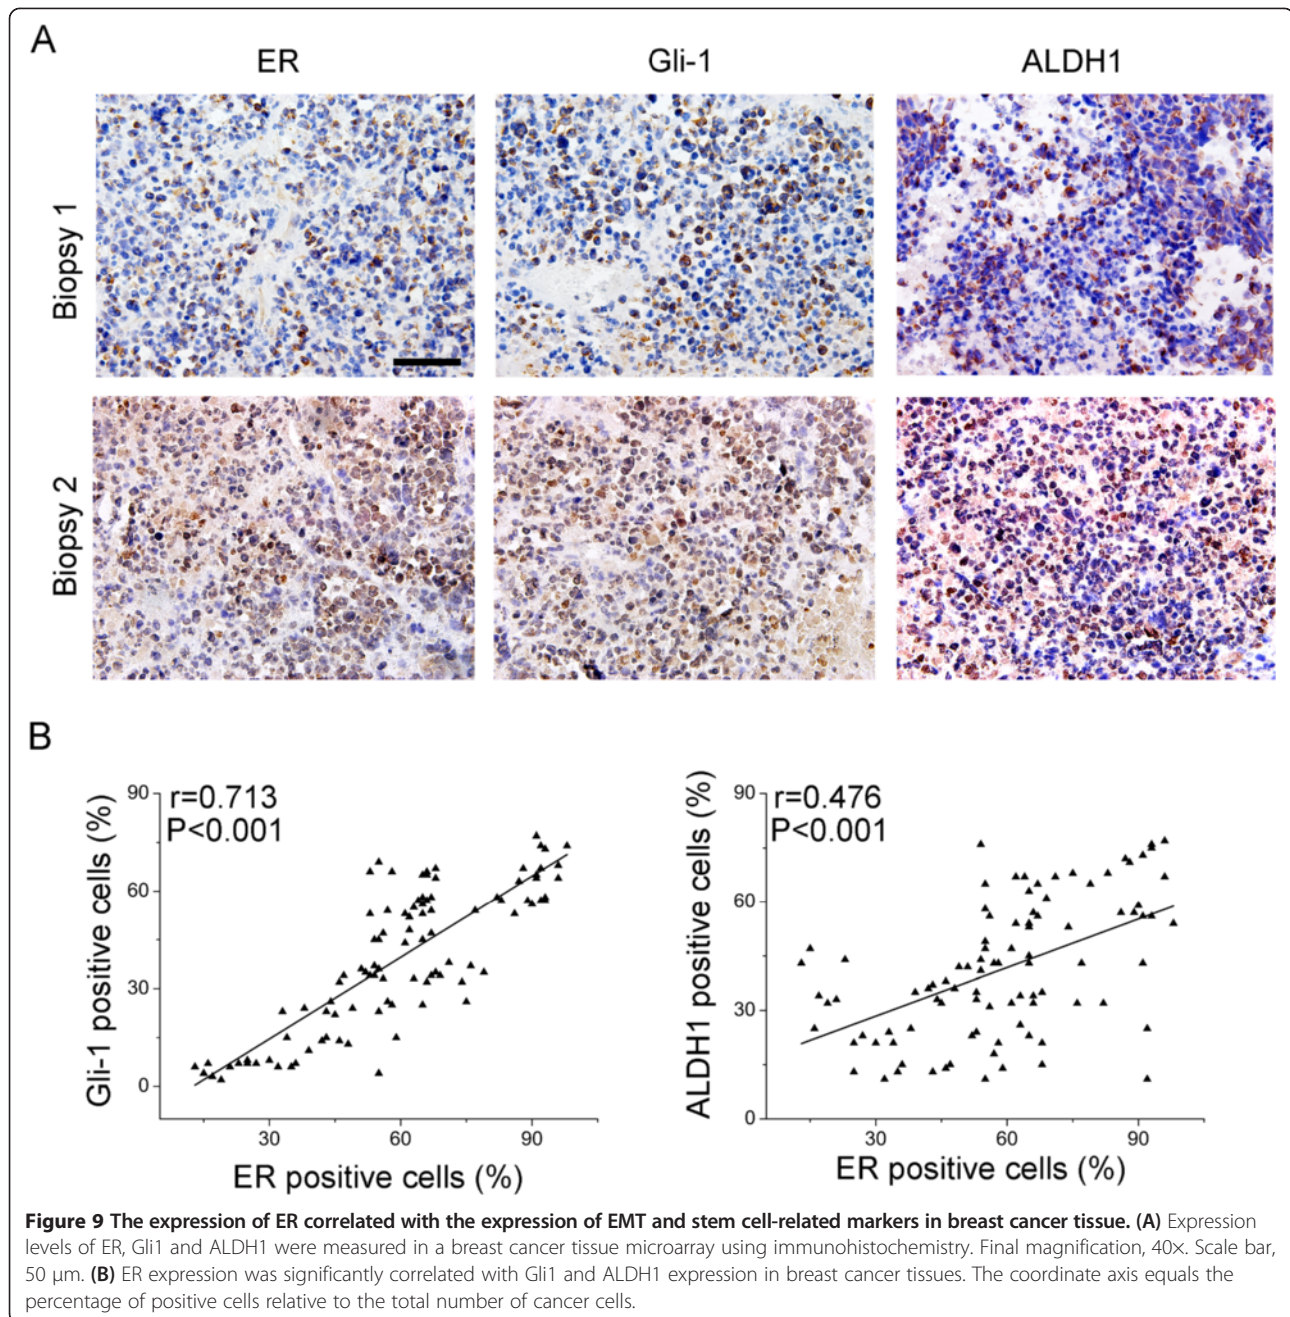 A
ER
Gli-1
ALDH1
Biopsy 1
Biopsy 2
B
r=0.713
P<0.001
Gli-1 positive cells (%)
90
60
30
0
30
60
90
ER positive cells (%)
r=0.476
P<0.001
ALDH1 positive cells (%)
90
60
30
0
30
60
90
ER positive cells (%)
Figure 9 The expression of ER correlated with the expression of EMT and stem cell-related markers in breast cancer tissue. (A) Expression
levels of ER, Gli1 and ALDH1 were measured in a breast cancer tissue microarray using immunohistochemistry. Final magnification, 40×. Scale bar,
50 μm. (B) ER expression was significantly correlated with Gli1 and ALDH1 expression in breast cancer tissues. The coordinate axis equals the
percentage of positive cells relative to the total number of cancer cells.